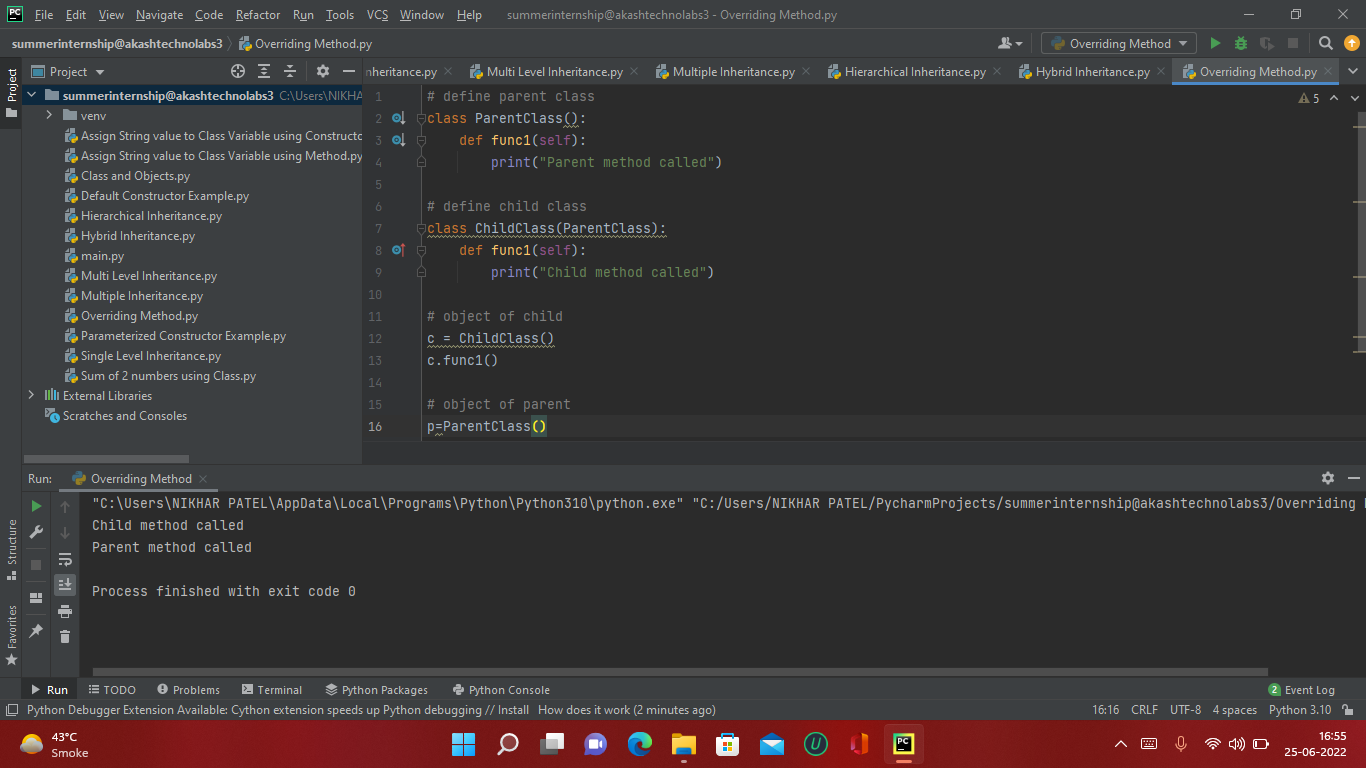 PC File Edit View Navigate Code Refactor Run Tools VCS Window Help summerinternship@akashtechnolabs3 - Overriding Method.py
summerinternship@akashtechnolabs3 Overriding Method.py Overriding Method
Project
Project
nheritance.py Multi Level Inheritance.py Multiple Inheritance.py Hierarchical Inheritance.py Hybrid Inheritance.py Overriding Method.py
summerinternship@akashtechnolabs3 C:\Users\NIKHAR
venv
Assign String value to Class Variable using Constructo
Assign String value to Class Variable using Method.py
Class and Objects.py
Default Constructor Example.py
Hierarchical Inheritance.py
Hybrid Inheritance.py
main.py
Multi Level Inheritance.py
Multiple Inheritance.py
Overriding Method.py
Parameterized Constructor Example.py
Single Level Inheritance.py
Sum of 2 numbers using Class.py
External Libraries
Scratches and Consoles
5
1 # define parent class
2 class ParentClass():
3     def func1(self):
4         print("Parent method called")
5
6 # define child class
7 class ChildClass(ParentClass):
8     def func1(self):
9         print("Child method called")
10
11 # object of child
12 c = ChildClass()
13 c.func1()
14
15 # object of parent
16 p=ParentClass()
Run: Overriding Method
"C:\Users\NIKHAR PATEL\AppData\Local\Programs\Python\Python310\python.exe" "C:/Users/NIKHAR PATEL/PycharmProjects/summerinternship@akashtechnolabs3/Overriding
Child method called
Parent method called
Process finished with exit code 0
Structure
Favorites
Run TODO Problems Terminal Python Packages Python Console 2 Event Log
Python Debugger Extension Available: Cython extension speeds up Python debugging // Install How does it work (2 minutes ago) 16:16 CRLF UTF-8 4 spaces Python 3.10
43°C
Smoke
PC
16:55
25-06-2022